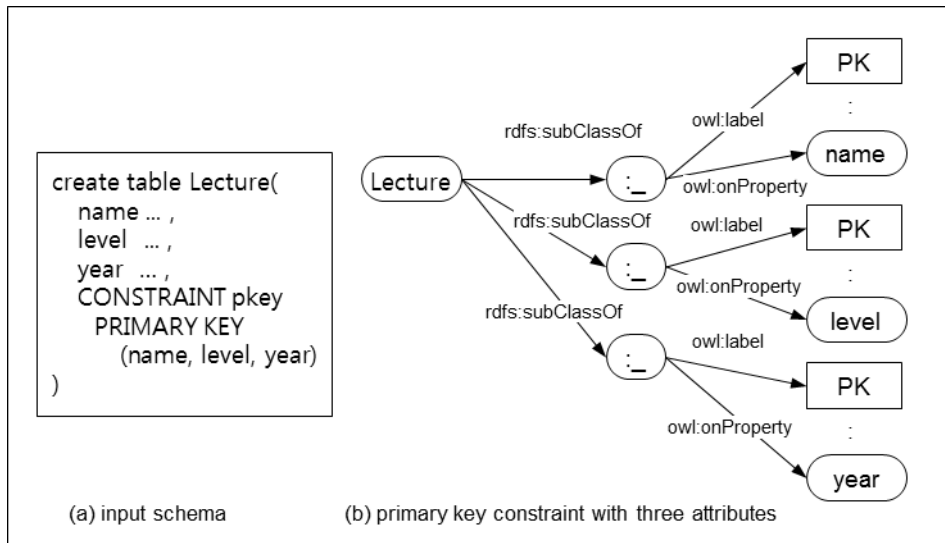 create table Lecture(
name ... ,
level ... ,
year ... ,
CONSTRAINT pkey
PRIMARY KEY
(name, level, year)
)
(a) input schema
Lecture
rdfs:subClassOf
:_
owl:label
PK
:
owl:onProperty
name
rdfs:subClassOf
:_
owl:label
PK
:
owl:onProperty
level
rdfs:subClassOf
:_
owl:label
PK
:
owl:onProperty
year
(b) primary key constraint with three attributes